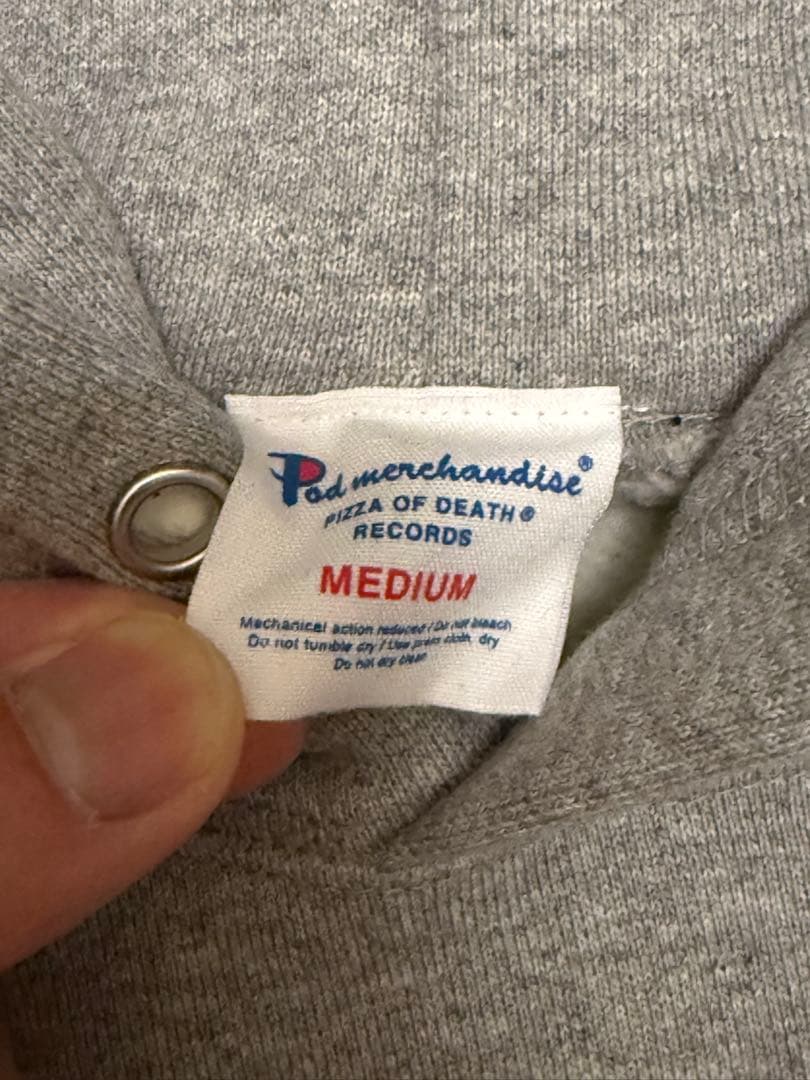 Pod merchandise®
PIZZA OF DEATH®
RECORDS
MEDIUM
Mechanical action reduced / Do not bleach
Do not tumble dry / Use press cloth, dry
Do not dry clean